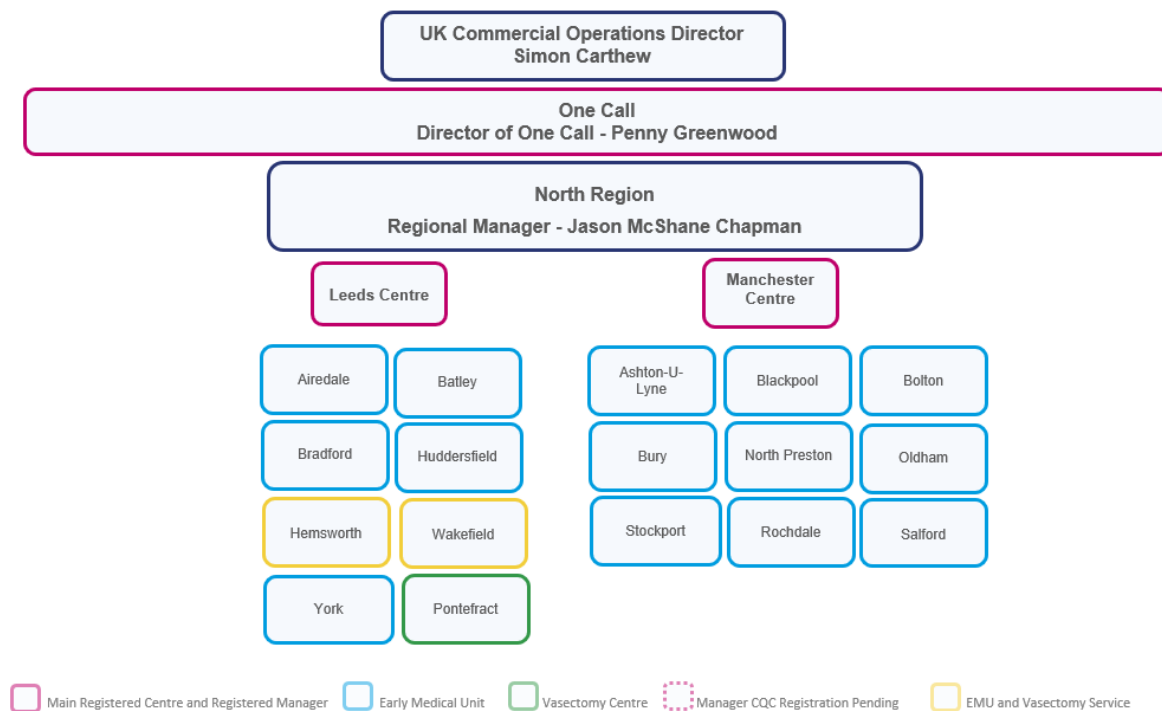 UK Commercial Operations Director
Simon Carthew
One Call
Director of One Call - Penny Greenwood
North Region
Regional Manager - Jason McShane Chapman
Leeds Centre
Manchester
Centre
Airedale
Batley
Ashton-U-
Lyne
Blackpool
Bolton
Bradford
Huddersfield
Bury
North Preston
Oldham
Hemsworth
Wakefield
Stockport
Rochdale
Salford
York
Pontefract
Main Registered Centre and Registered Manager
Early Medical Unit
Vasectomy Centre
Manager CQC Registration Pending
EMU and Vasectomy Service